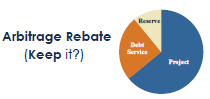 Arbitrage Rebate
(Keep it?)
Reserve
Debt
Service
Project